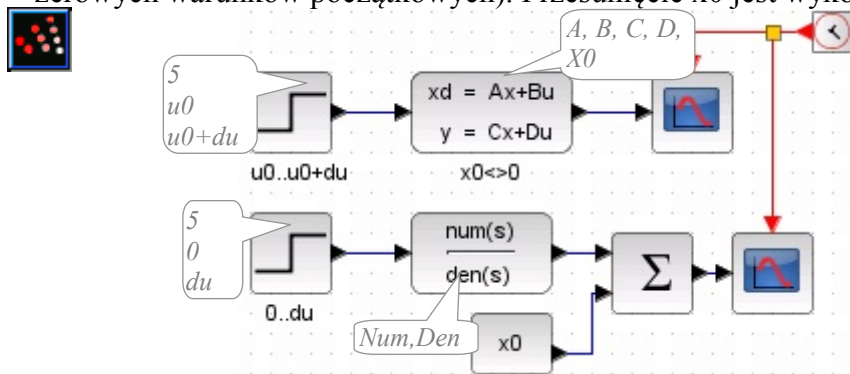 zerowych warunków początkowych). Przesunięcie x0 jest wyko
A, B, C, D,
X0
5
u0
u0+du
xd = Ax+Bu
y = Cx+Du
u0..u0+du
x0<>0
5
0
du
num(s)
den(s)
Σ
0..du
Num,Den
x0